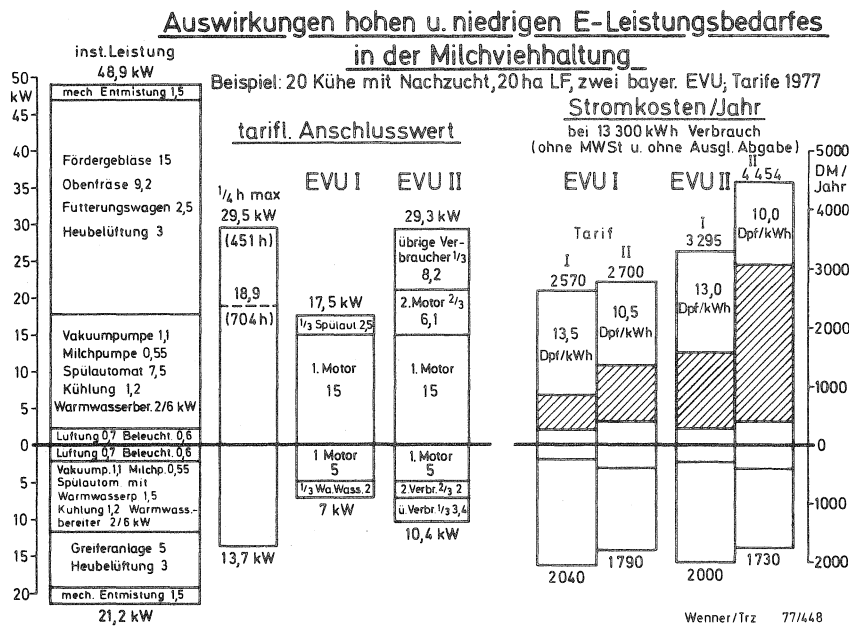 Auswirkungen hohen u. niedrigen E-Leistungsbedarfes
in der Milchviehhaltung
Beispiel: 20 Kühe mit Nachzucht, 20 ha LF, zwei bayer. EVU; Tarife 1977
inst. Leistung
48,9 kW
50
kW
45
40
35
30
25
20
15
10
5
0
5
10
15
20
mech. Entmistung 1,5
Fördergebläse 15
Obenfräse 9,2
Futterungswagen 2,5
Heubelüftung 3
Vakuumpumpe 1,1
Milchpumpe 0,55
Spülautomat 7,5
Kühlung 1,2
Warmwasserber. 2/6 kW
Luftung 0,7 Beleucht. 0,6
Luftung 0,7 Beleucht. 0,6
Vakuump. 1,1 Milchp. 0,55
Spülautom mit
Warmwasserp 1,5
Kuhlung 1,2 Warmwass.-
bereiter 2/6 kW
Greiferanlage 5
Heubelüftung 3
mech. Entmistung 1,5
21,2 kW
tarifl. Anschlusswert
1/4 h max
29,5 kW
(451 h)
18,9
(704 h)
13,7 kW
EVU I
17,5 kW
1/3 Spülaut 2,5
1. Motor
15
1 Motor
5
1/3 Wa. Wass. 2
7 kW
EVU II
29,3 kW
übrige Ver-
braucher 1/3
8,2
2. Motor 2/3
6,1
1. Motor
15
1. Motor
5
2. Verbr. 2/3 2
ü. Verbr. 1/3 3,4
10,4 kW
Stromkosten/Jahr
bei 13 300 kWh Verbrauch
(ohne MWSt u. ohne Ausgl. Abgabe)
EVU I
Tarif
I
2570
13,5
Dpf/kWh
2040
II
2700
10,5
Dpf/kWh
1790
EVU II
I
3295
13,0
Dpf/kWh
2000
II
4454
10,0
Dpf/kWh
1730
5000
DM/
Jahr
4000
3000
2000
1000
0
1000
2000
Wenner/Trz 77/448